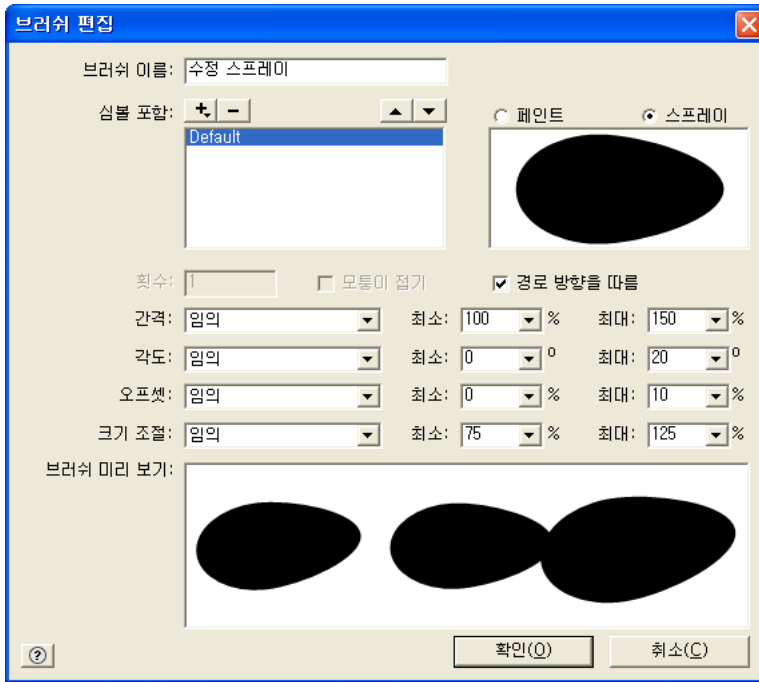 브러쉬 편집
브러쉬 이름: 수정 스프레이
심볼 포함:
페인트 스프레이
Default
횟수: 1 모퉁이 접기 경로 방향을 따름
간격: 임의 최소: 100 % 최대: 150 %
각도: 임의 최소: 0 º 최대: 20 º
오프셋: 임의 최소: 0 % 최대: 10 %
크기 조절: 임의 최소: 75 % 최대: 125 %
브러쉬 미리 보기:
확인(O) 취소(C)